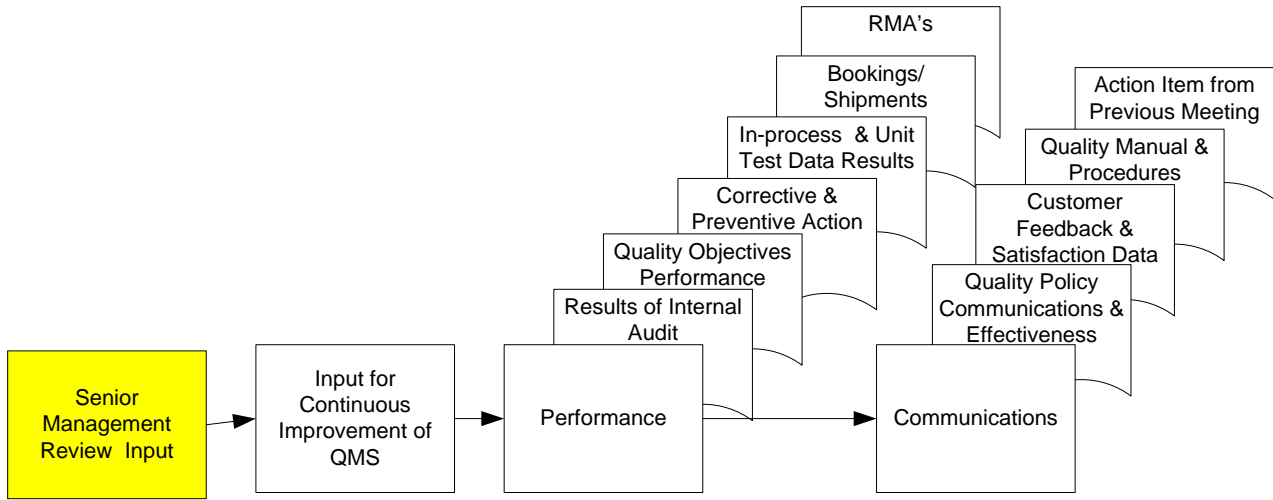 RMA's
Bookings/
Shipments
In-process & Unit
Test Data Results
Corrective &
Preventive Action
Quality Objectives
Performance
Results of Internal
Audit
Action Item from
Previous Meeting
Quality Manual &
Procedures
Customer
Feedback &
Satisfaction Data
Quality Policy
Communications &
Effectiveness
Senior
Management
Review Input
Input for
Continuous
Improvement of
QMS
Performance
Communications